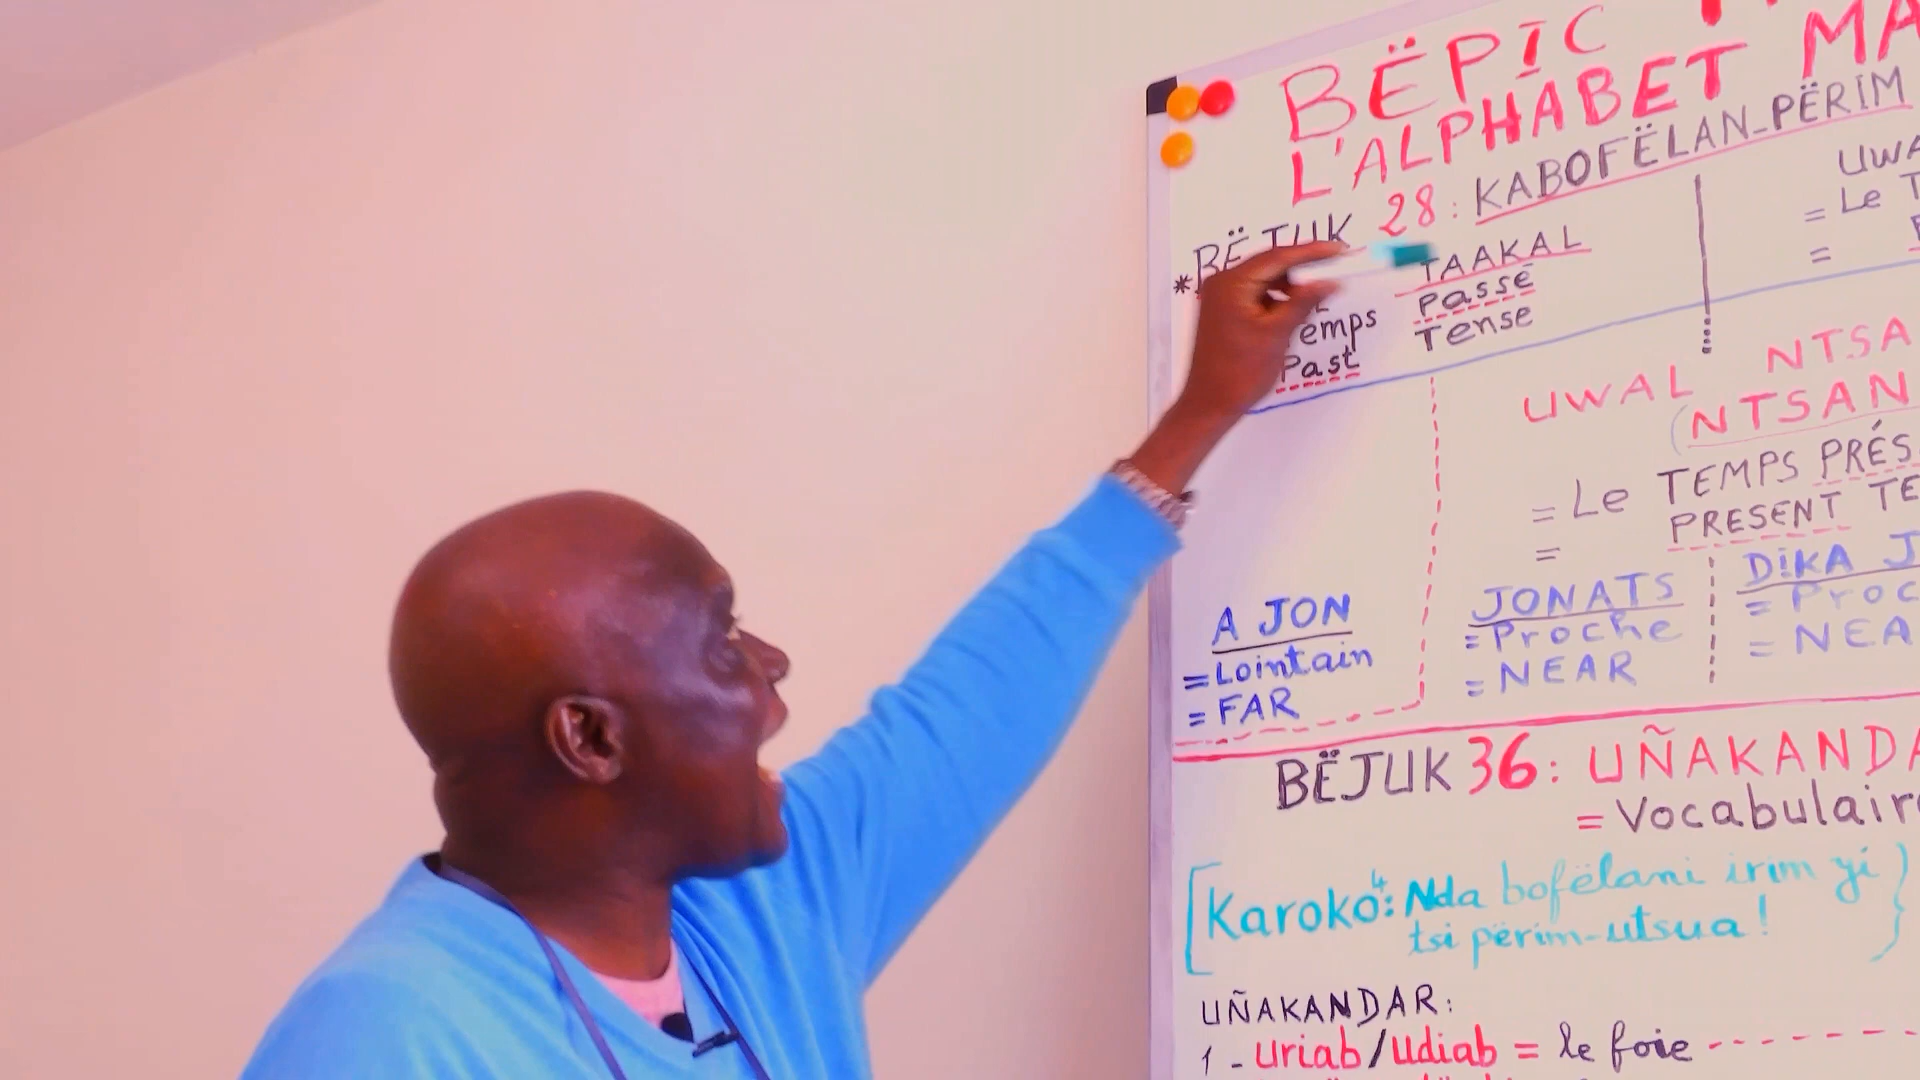 BËPIC
L'ALPHABET MA
*BËJUK 28: KABOFËLAN-PËRIM
TAAKAL
Temps Passé
Past Tense
UWA
= Le T
=
UWAL NTSA
(NTSAN
= Le TEMPS PRÉS
= PRESENT TE
A JON
= Lointain
= FAR
JONATS
= Proche
= NEAR
DIKA J
= Proc
= NEA
BËJUK 36: UÑAKANDA
= Vocabulair
[Karoko4: Nda bofëlani irim yi
tsi përim-utsua!}
UÑAKANDAR:
1 - Uriab/Udiab = le foie